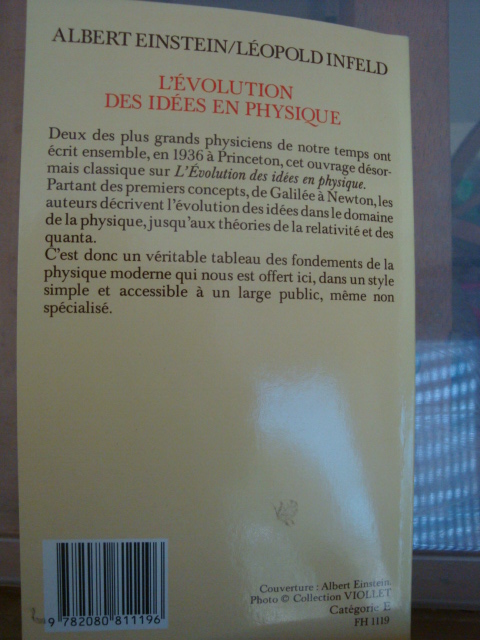 ALBERT EINSTEIN/LÉOPOLD INFELD
L'ÉVOLUTION
DES IDÉES EN PHYSIQUE
Deux des plus grands physiciens de notre temps ont
écrit ensemble, en 1936 à Princeton, cet ouvrage désor-
mais classique sur L'Évolution des idées en physique.
Partant des premiers concepts, de Galilée à Newton, les
auteurs décrivent l'évolution des idées dans le domaine
de la physique, jusqu'aux théories de la relativité et des
quanta.
C'est donc un véritable tableau des fondements de la
physique moderne qui nous est offert ici, dans un style
simple et accessible à un large public, même non
spécialisé.
Couverture : Albert Einstein
Photo © Collection VIOLLET
Catégorie E
FH 1119
9 782080 811196